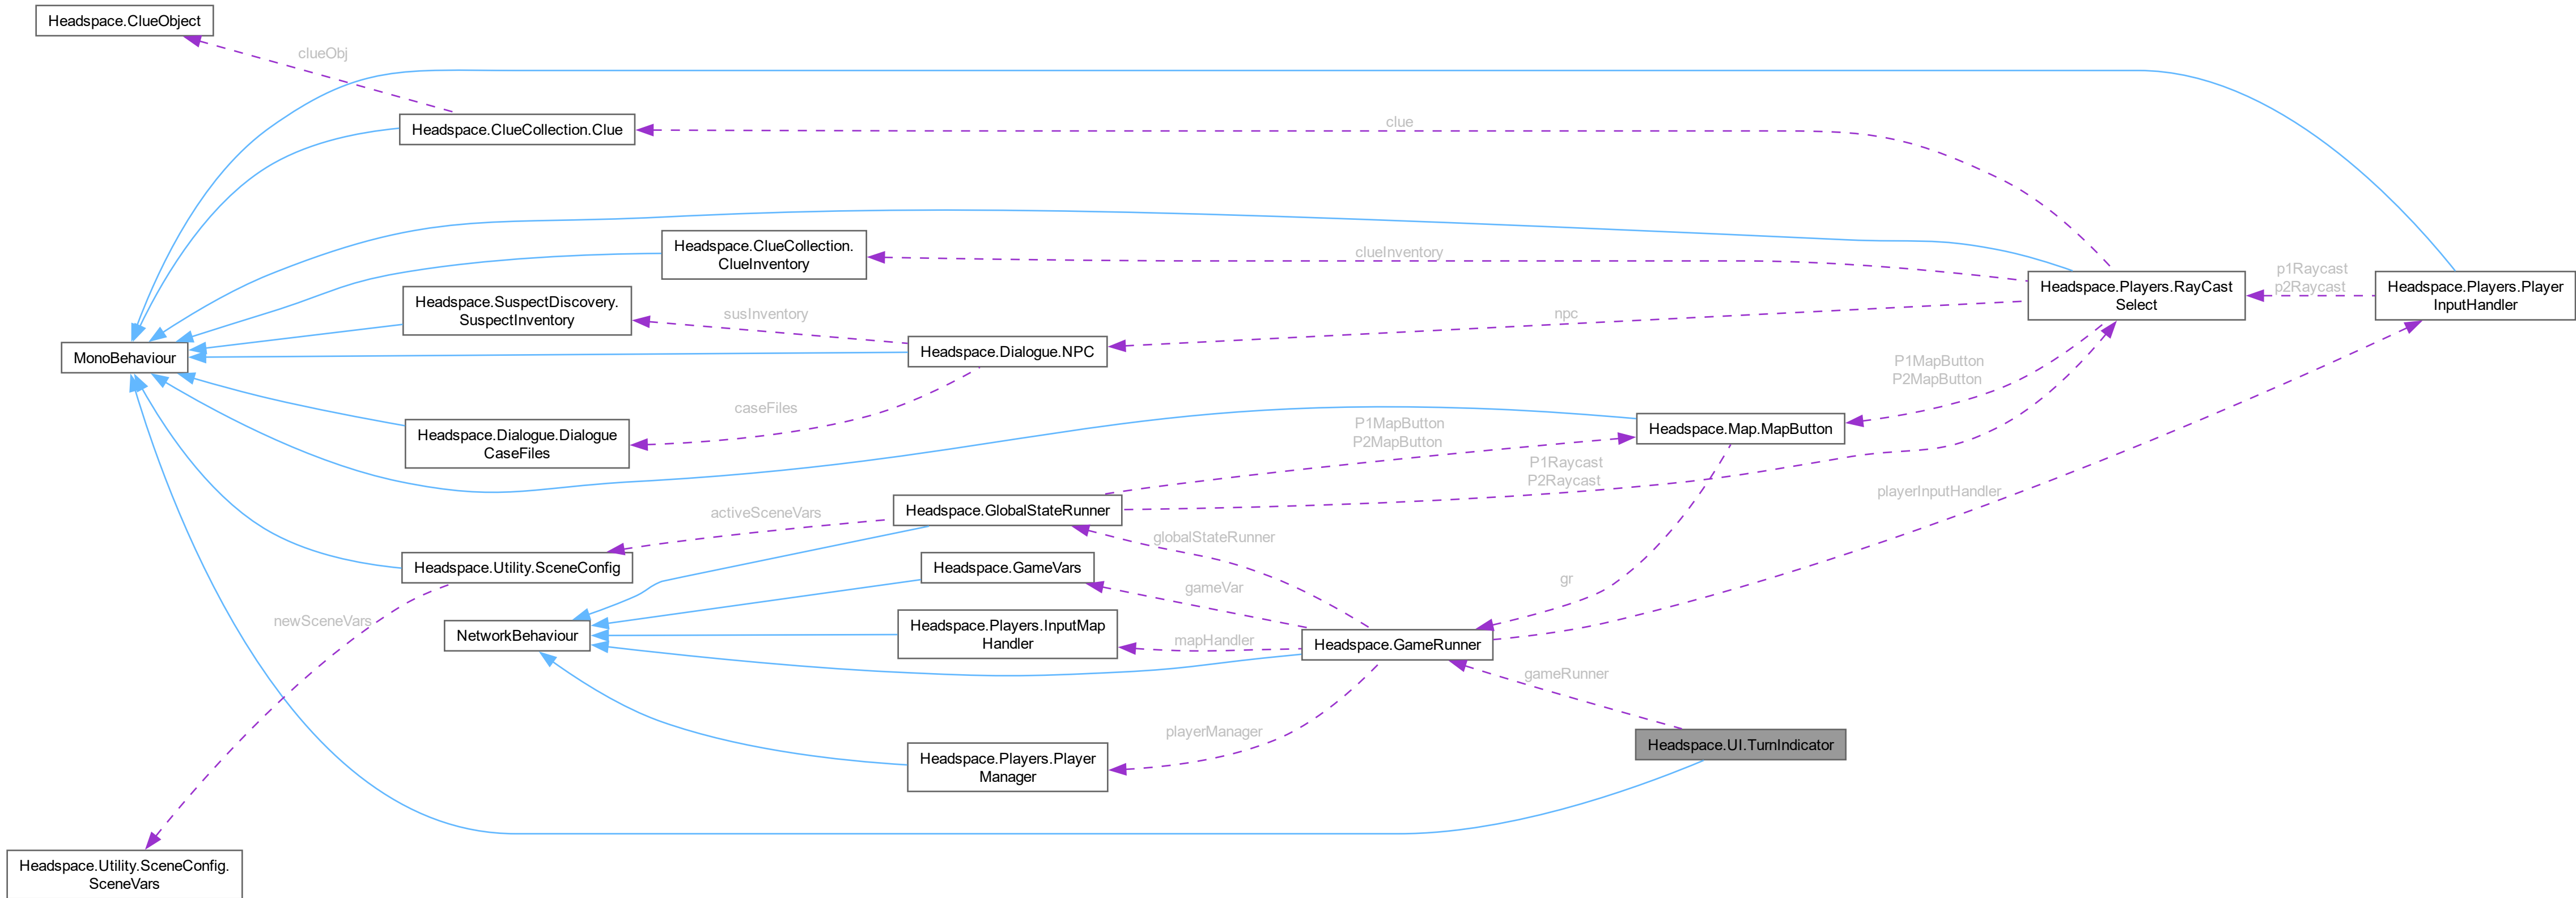 Headspace.ClueObject
clueObj
Headspace.ClueCollection.Clue
clue
Headspace.ClueCollection.
ClueInventory
clueInventory
Headspace.Players.RayCast
Select
p1Raycast
p2Raycast
Headspace.Players.Player
InputHandler
Headspace.SuspectDiscovery.
SuspectInventory
susInventory
npc
MonoBehaviour
Headspace.Dialogue.NPC
P1MapButton
P2MapButton
caseFiles
Headspace.Dialogue.Dialogue
CaseFiles
P1MapButton
P2MapButton
Headspace.Map.MapButton
P1Raycast
P2Raycast
playerInputHandler
Headspace.GlobalStateRunner
activeSceneVars
globalStateRunner
Headspace.Utility.SceneConfig
Headspace.GameVars
gameVar
gr
newSceneVars
NetworkBehaviour
Headspace.Players.InputMap
Handler
mapHandler
Headspace.GameRunner
gameRunner
playerManager
Headspace.Players.Player
Manager
Headspace.UI.TurnIndicator
Headspace.Utility.SceneConfig.
SceneVars